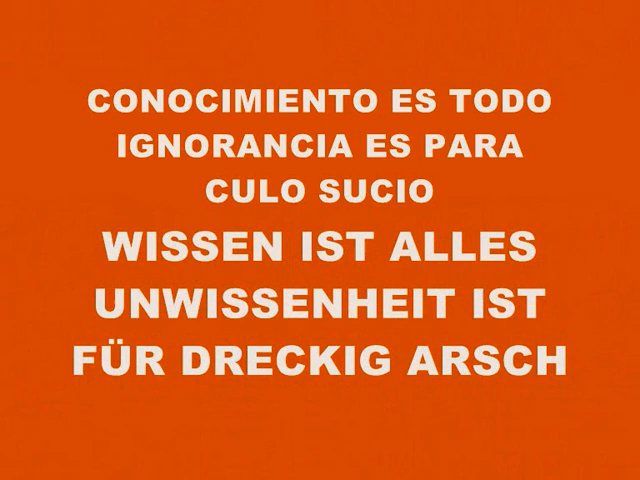 CONOCIMIENTO ES TODO
IGNORANCIA ES PARA
CULO SUCIO
WISSEN IST ALLES
UNWISSENHEIT IST
FÜR DRECKIG ARSCH